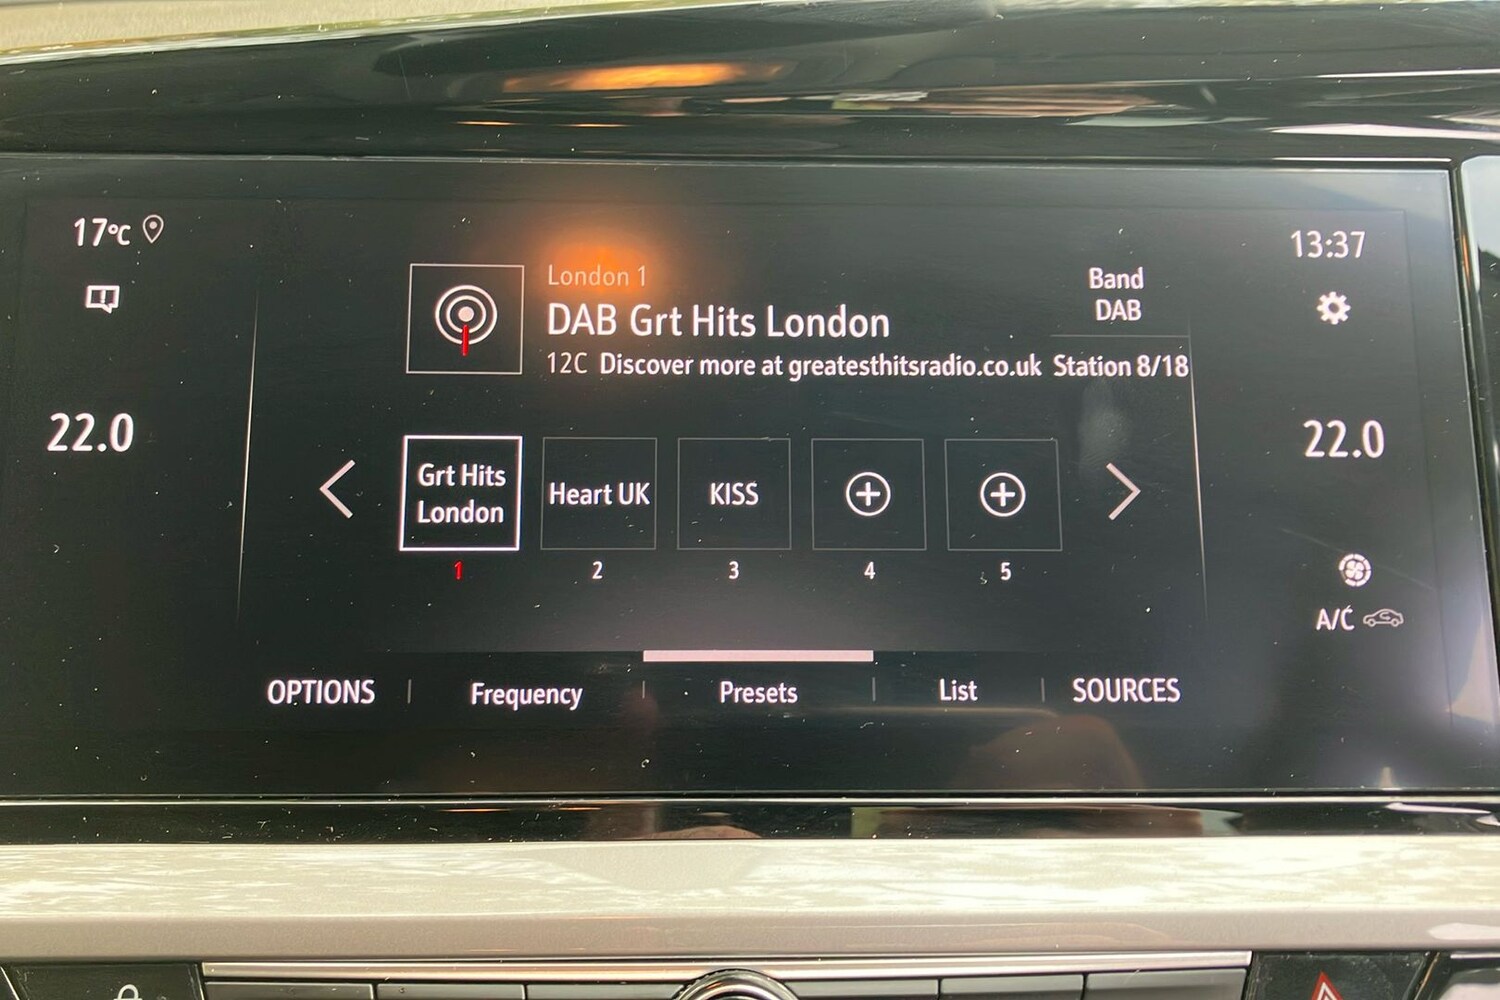 17°C
13:37
London 1
Band
DAB
DAB Grt Hits London
12C Discover more at greatesthitsradio.co.uk Station 8/18
22.0
22.0
Grt Hits
London
Heart UK
KISS
1
2
3
4
5
A/C
OPTIONS
Frequency
Presets
List
SOURCES